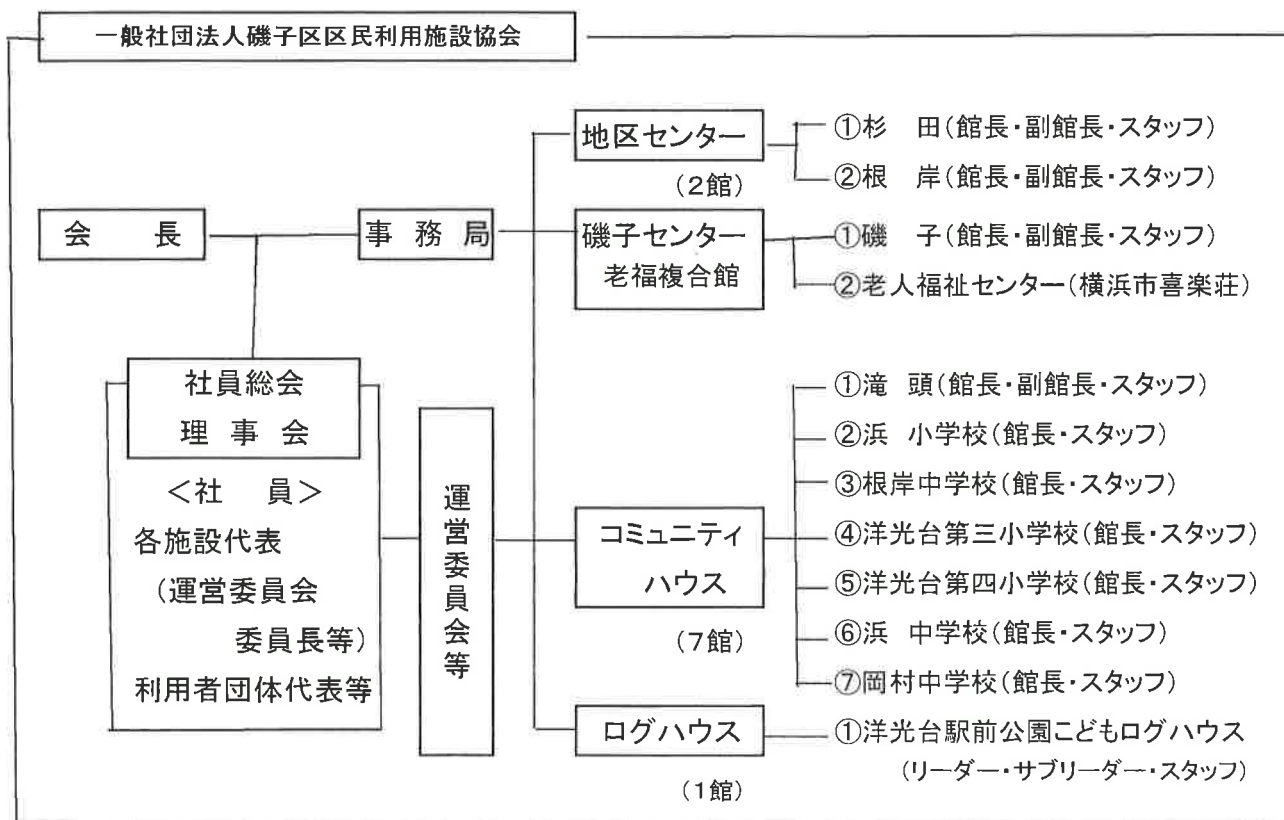 一般社団法人磯子区区民利用施設協会
会　長
事　務　局
社員総会
理　事　会
＜社　員＞
各施設代表
（運営委員会
委員長等）
利用者団体代表等
運営委員会等
地区センター
（２館）
①杉　田（館長・副館長・スタッフ）
②根　岸（館長・副館長・スタッフ）
磯子センター
老福複合館
①磯　子（館長・副館長・スタッフ）
②老人福祉センター（横浜市喜楽荘）
コミュニティ
ハウス
（７館）
①滝　頭（館長・副館長・スタッフ）
②浜　小学校（館長・スタッフ）
③根岸中学校（館長・スタッフ）
④洋光台第三小学校（館長・スタッフ）
⑤洋光台第四小学校（館長・スタッフ）
⑥浜　中学校（館長・スタッフ）
⑦岡村中学校（館長・スタッフ）
ログハウス
（１館）
①洋光台駅前公園こどもログハウス
（リーダー・サブリーダー・スタッフ）